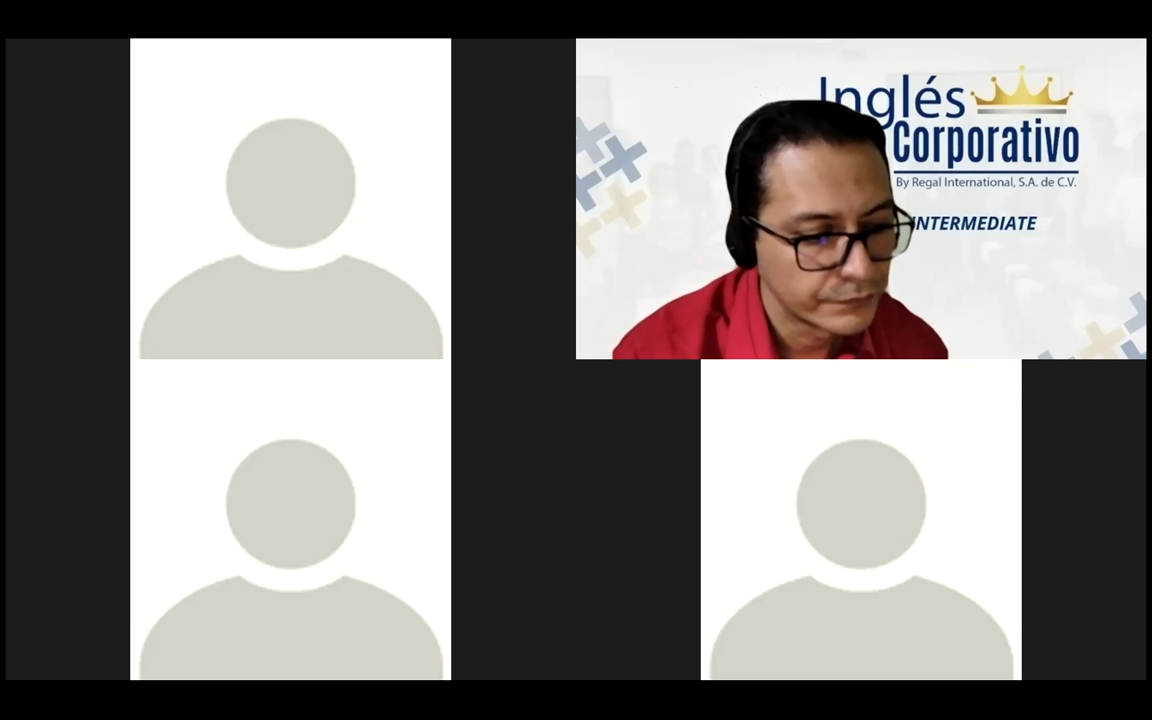 Inglés
Corporativo
By Regal International, S.A. de C.V.
INTERMEDIATE